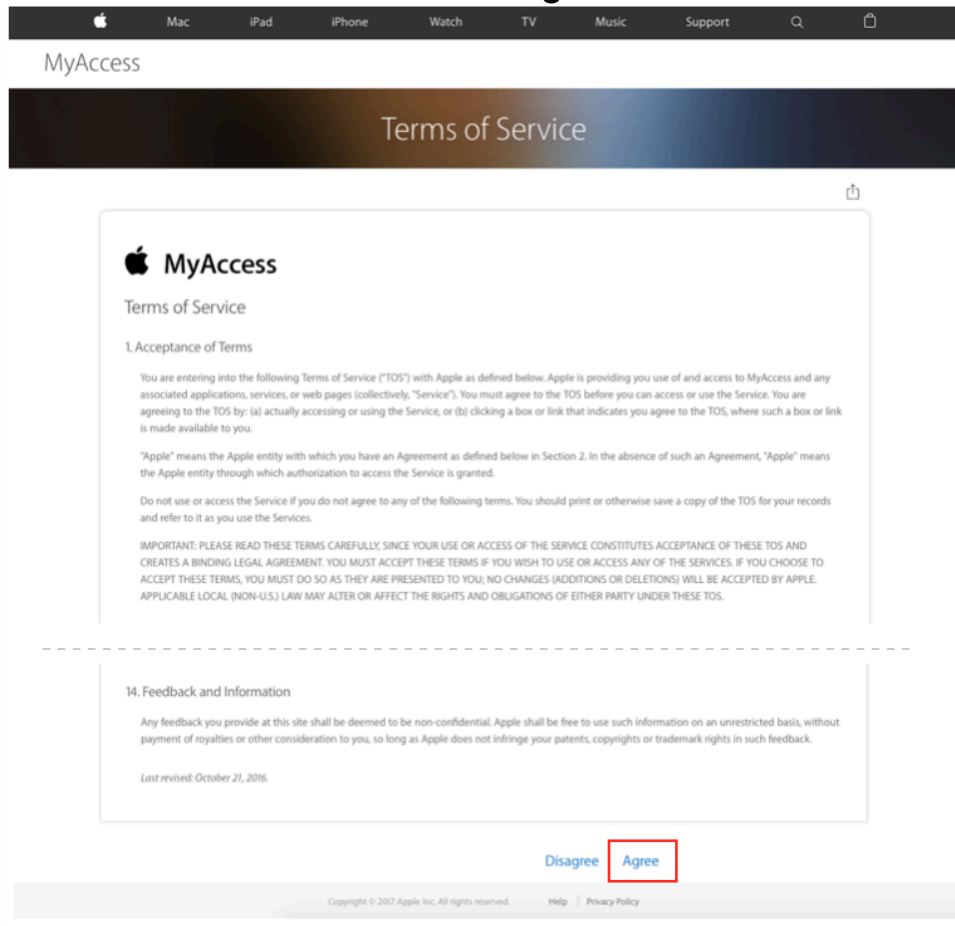 Mac iPad iPhone Watch TV Music Support
MyAccess
Terms of Service
MyAccess
Terms of Service
1. Acceptance of Terms
You are entering into the following Terms of Service ("TOS") with Apple as defined below. Apple is providing you use of and access to MyAccess and any
associated applications, services, or web pages (collectively, "Service"). You must agree to the TOS before you can access or use the Service. You are
agreeing to the TOS by: (a) actually accessing or using the Service, or (b) clicking a box or link that indicates you agree to the TOS, where such a box or link
is made available to you.
"Apple" means the Apple entity with which you have an Agreement as defined below in Section 2. In the absence of such an Agreement, "Apple" means
the Apple entity through which authorization to access the Service is granted.
Do not use or access the Service if you do not agree to any of the following terms. You should print or otherwise save a copy of the TOS for your records
and refer to it as you use the Services.
IMPORTANT: PLEASE READ THESE TERMS CAREFULLY, SINCE YOUR USE OR ACCESS OF THE SERVICE CONSTITUTES ACCEPTANCE OF THESE TOS AND
CREATES A BINDING LEGAL AGREEMENT. YOU MUST ACCEPT THESE TERMS IF YOU WISH TO USE OR ACCESS ANY OF THE SERVICES. IF YOU CHOOSE TO
ACCEPT THESE TERMS, YOU MUST DO SO AS THEY ARE PRESENTED TO YOU; NO CHANGES (ADDITIONS OR DELETIONS) WILL BE ACCEPTED BY APPLE.
APPLICABLE LOCAL (NON-U.S.) LAW MAY ALTER OR AFFECT THE RIGHTS AND OBLIGATIONS OF EITHER PARTY UNDER THESE TOS.
14. Feedback and Information
Any feedback you provide at this site shall be deemed to be non-confidential. Apple shall be free to use such information on an unrestricted basis, without
payment of royalties or other consideration to you, so long as Apple does not infringe your patents, copyrights or trademark rights in such feedback.
Last revised: October 21, 2016.
Disagree Agree
Copyright © 2017 Apple Inc. All rights reserved. Help Privacy Policy